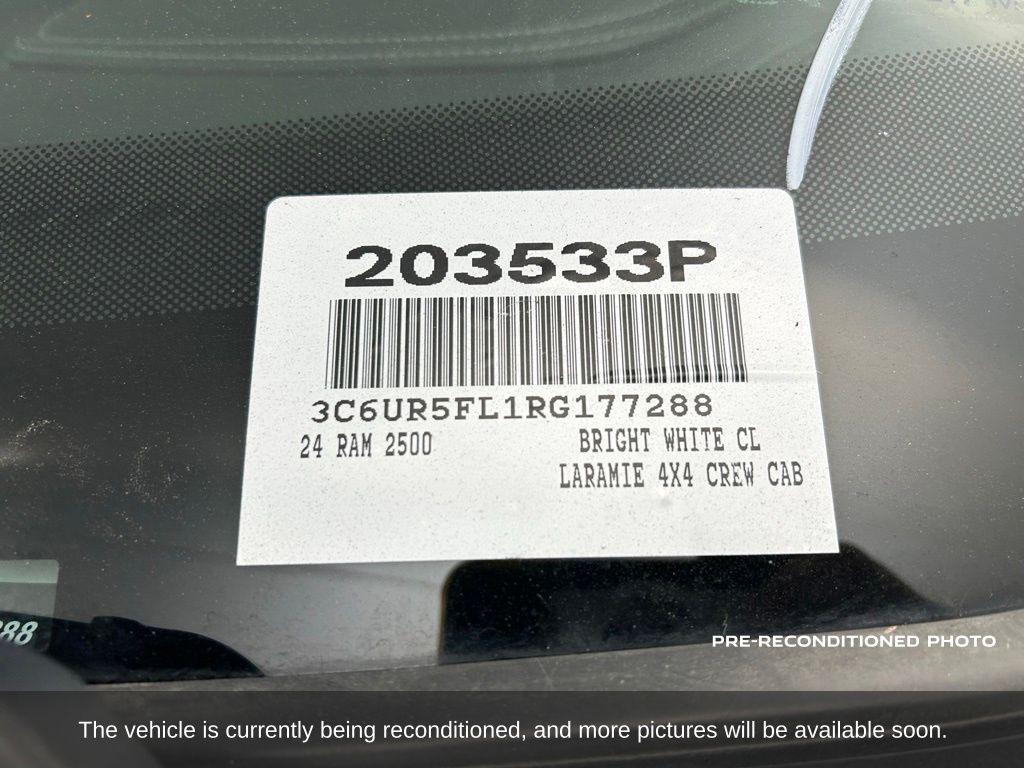 203533P
3C6UR5FL1RG177288
24 RAM 2500
BRIGHT WHITE CL
LARAMIE 4X4 CREW CAB
88
PRE-RECONDITIONED PHOTO
The vehicle is currently being reconditioned, and more pictures will be available soon.